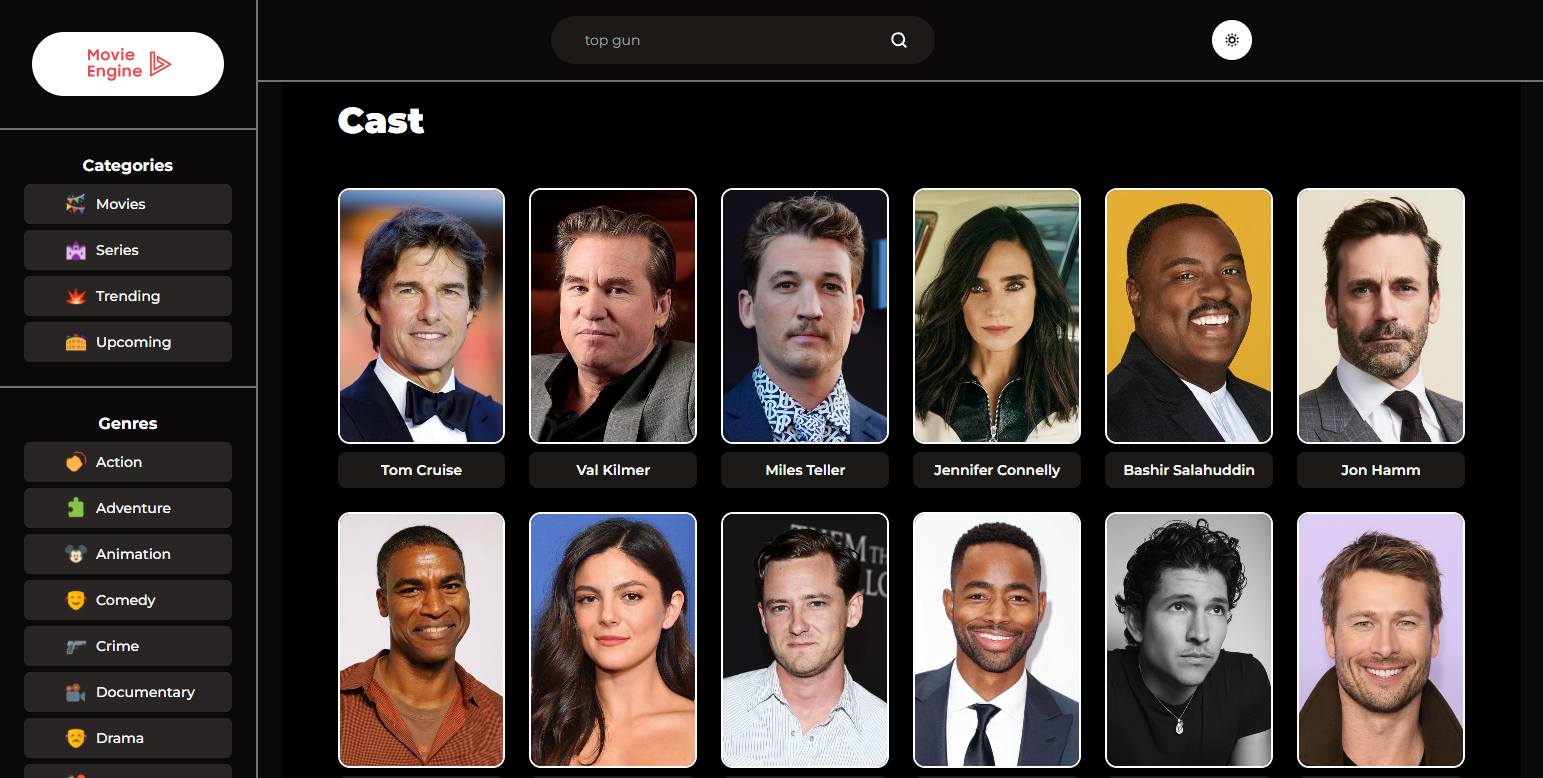 Movie
Engine
top gun
Categories
Movies
Series
Trending
Upcoming
Genres
Action
Adventure
Animation
Comedy
Crime
Documentary
Drama
Cast
Tom Cruise
Val Kilmer
Miles Teller
Jennifer Connelly
Bashir Salahuddin
Jon Hamm